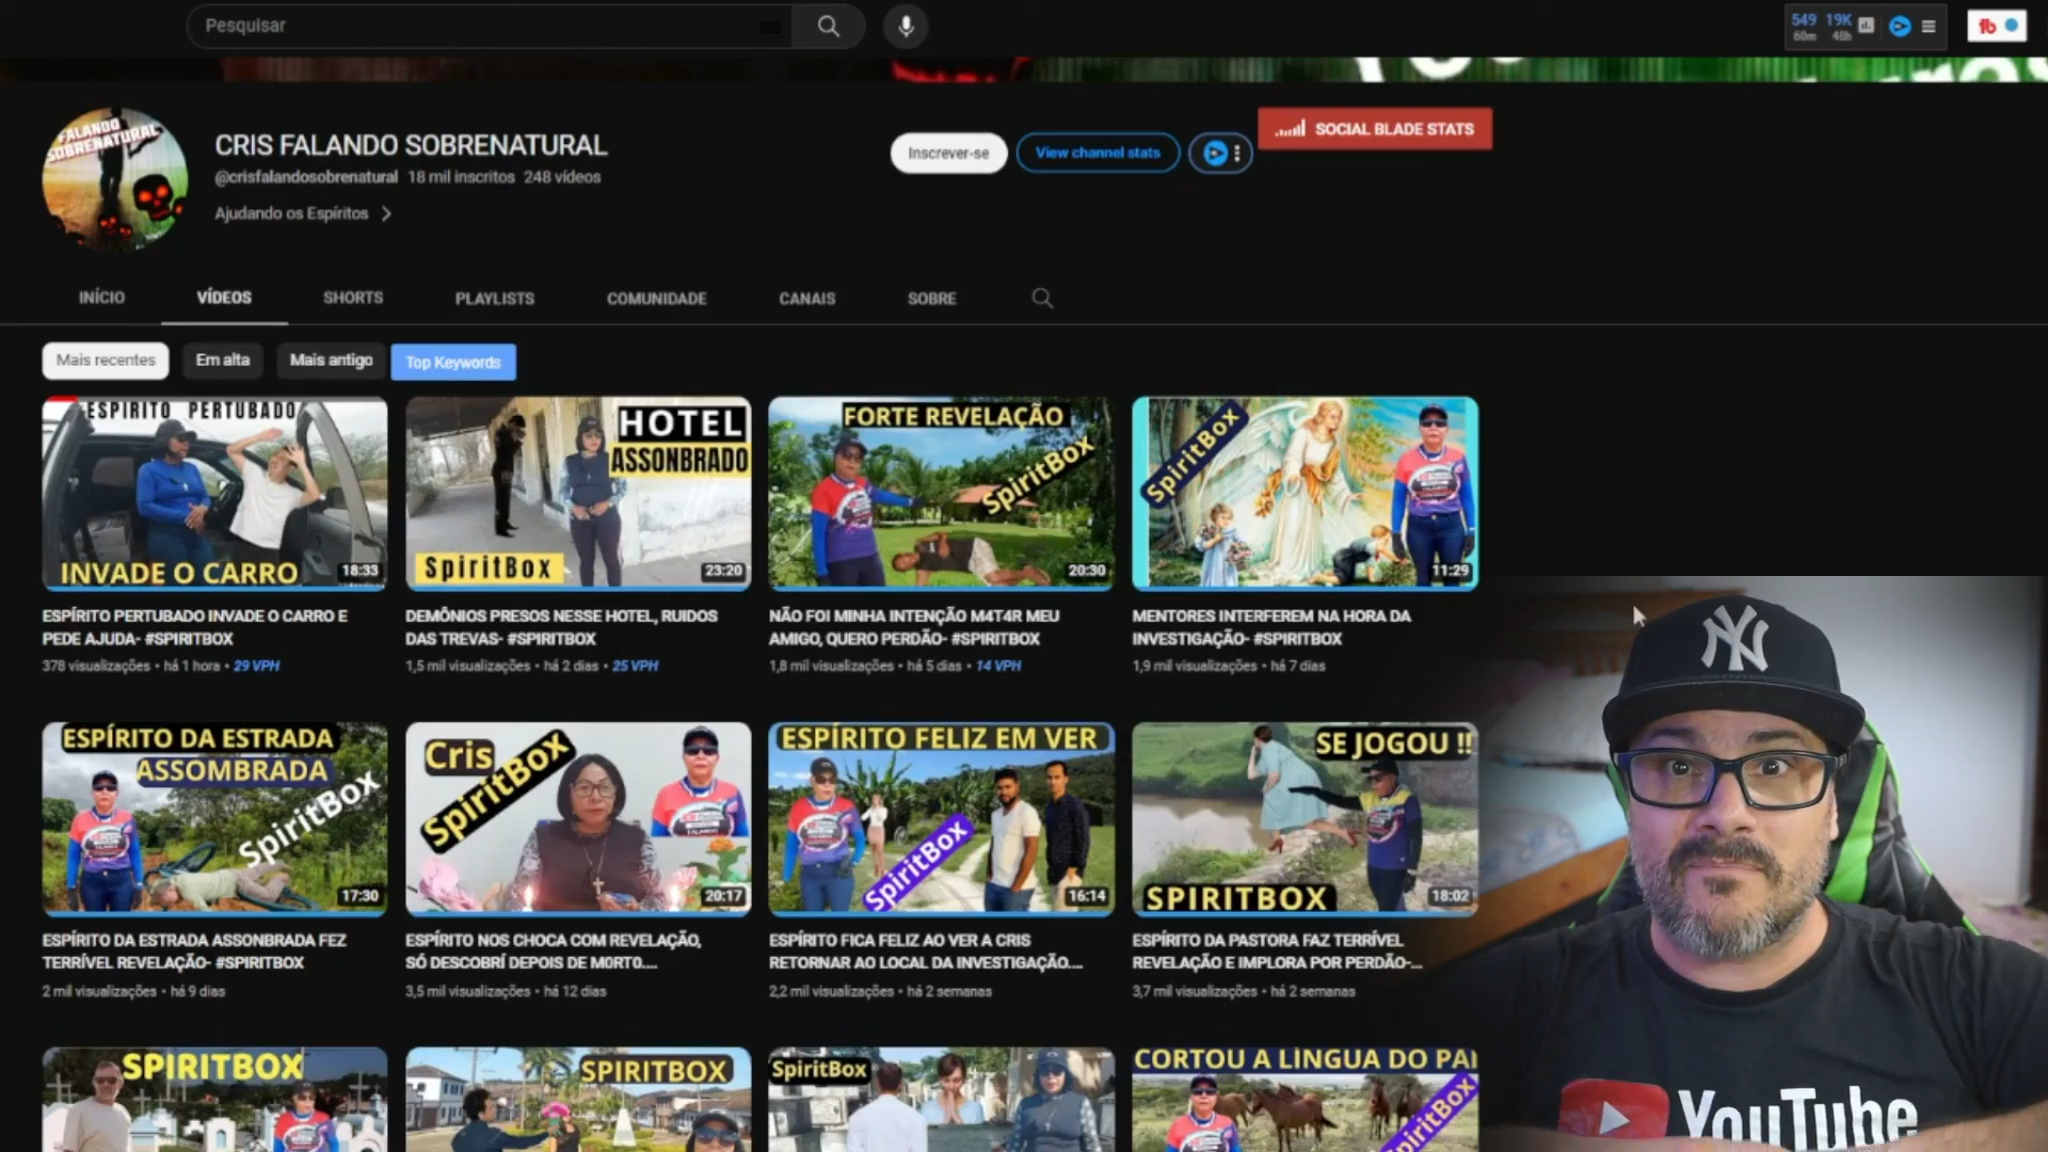 Pesquisar
549 19K
60m 48h
FALANDO
SOBRENATURAL
CRIS FALANDO SOBRENATURAL
@crisfalandosobrenatural 18 mil inscritos 248 vídeos
Ajudando os Espíritos
Inscrever-se
View channel stats
SOCIAL BLADE STATS
INÍCIO VÍDEOS SHORTS PLAYLISTS COMUNIDADE CANAIS SOBRE
Mais recentes Em alta Mais antigo Top Keywords
ESPIRITO PERTUBADO
INVADE O CARRO
18:33
HOTEL
ASSONBRADO
SpiritBox
23:20
FORTE REVELAÇÃO
SpiritBox
20:30
SpiritBox
11:29
ESPÍRITO PERTUBADO INVADE O CARRO E
PEDE AJUDA- #SPIRITBOX
378 visualizações • há 1 hora • 29 VPH
DEMÔNIOS PRESOS NESSE HOTEL, RUIDOS
DAS TREVAS- #SPIRITBOX
1,5 mil visualizações • há 2 dias • 25 VPH
NÃO FOI MINHA INTENÇÃO M4T4R MEU
AMIGO, QUERO PERDÃO- #SPIRITBOX
1,8 mil visualizações • há 5 dias • 14 VPH
MENTORES INTERFEREM NA HORA DA
INVESTIGAÇÃO- #SPIRITBOX
1,9 mil visualizações • há 7 dias
ESPÍRITO DA ESTRADA
ASSOMBRADA
SpiritBox
17:30
Cris
SpiritBox
20:17
ESPÍRITO FELIZ EM VER
SpiritBox
16:14
SE JOGOU !!
SPIRITBOX
18:02
ESPÍRITO DA ESTRADA ASSONBRADA FEZ
TERRÍVEL REVELAÇÃO- #SPIRITBOX
2 mil visualizações • há 9 dias
ESPÍRITO NOS CHOCA COM REVELAÇÃO,
SÓ DESCOBRÍ DEPOIS DE M0RT0....
3,5 mil visualizações • há 12 dias
ESPÍRITO FICA FELIZ AO VER A CRIS
RETORNAR AO LOCAL DA INVESTIGAÇÃO....
2,2 mil visualizações • há 2 semanas
ESPÍRITO DA PASTORA FAZ TERRÍVEL
REVELAÇÃO E IMPLORA POR PERDÃO-...
3,7 mil visualizações • há 2 semanas
SPIRITBOX
SPIRITBOX
SpiritBox
CORTOU A LINGUA DO PAI
SpiritBox
NY
YouTube